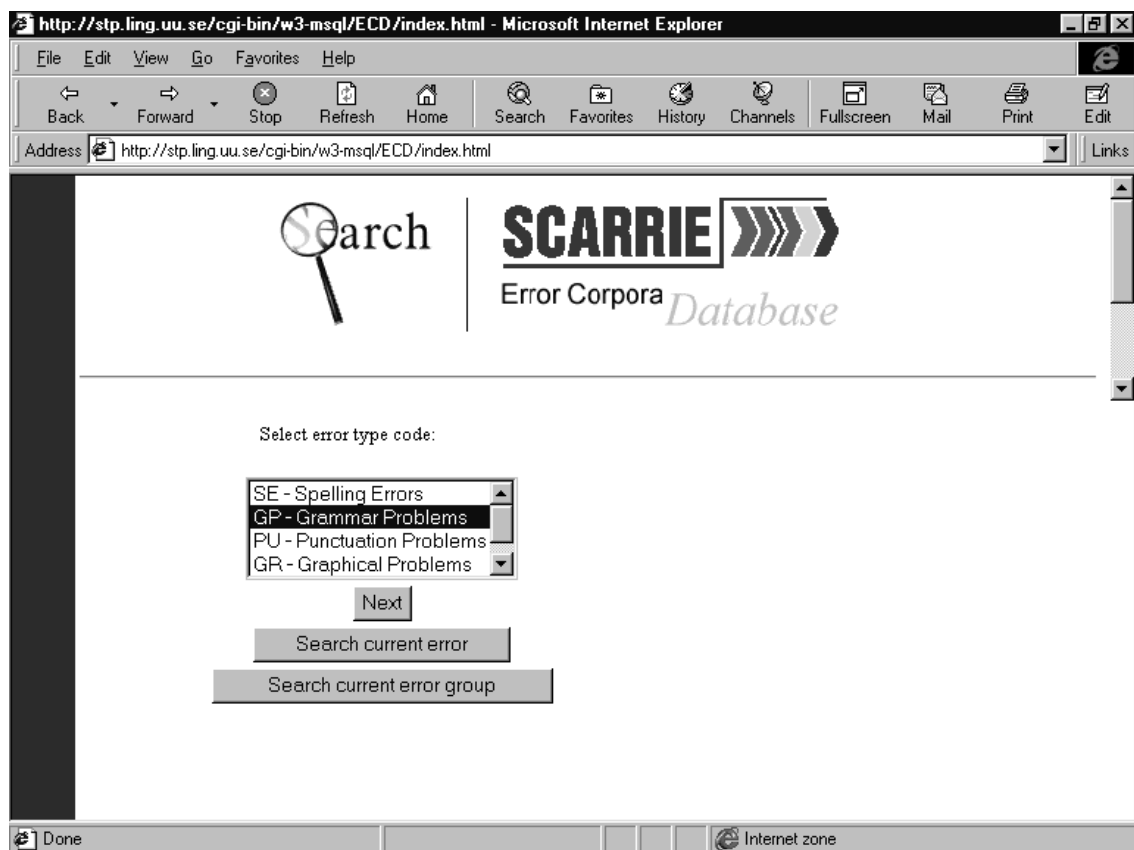 http://stp.ling.uu.se/cgi-bin/w3-msql/ECD/index.html - Microsoft Internet Explorer
File Edit View Go Favorites Help
Back Forward Stop Refresh Home Search Favorites History Channels Fullscreen Mail Print Edit
Address http://stp.ling.uu.se/cgi-bin/w3-msql/ECD/index.html Links
Search SCARRIE
Error Corpora Database
Select error type code:
SE - Spelling Errors
GP - Grammar Problems
PU - Punctuation Problems
GR - Graphical Problems
Next
Search current error
Search current error group
Done Internet zone